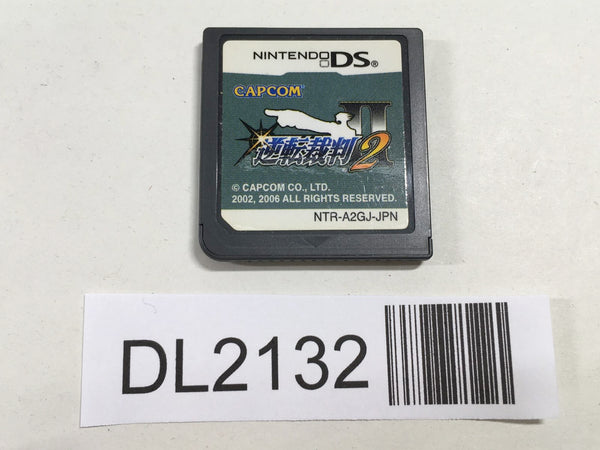 NINTENDO DS®
CAPCOM
II
逆転裁判2
© CAPCOM CO., LTD.
2002, 2006 ALL RIGHTS RESERVED.
NTR-A2GJ-JPN
DL2132